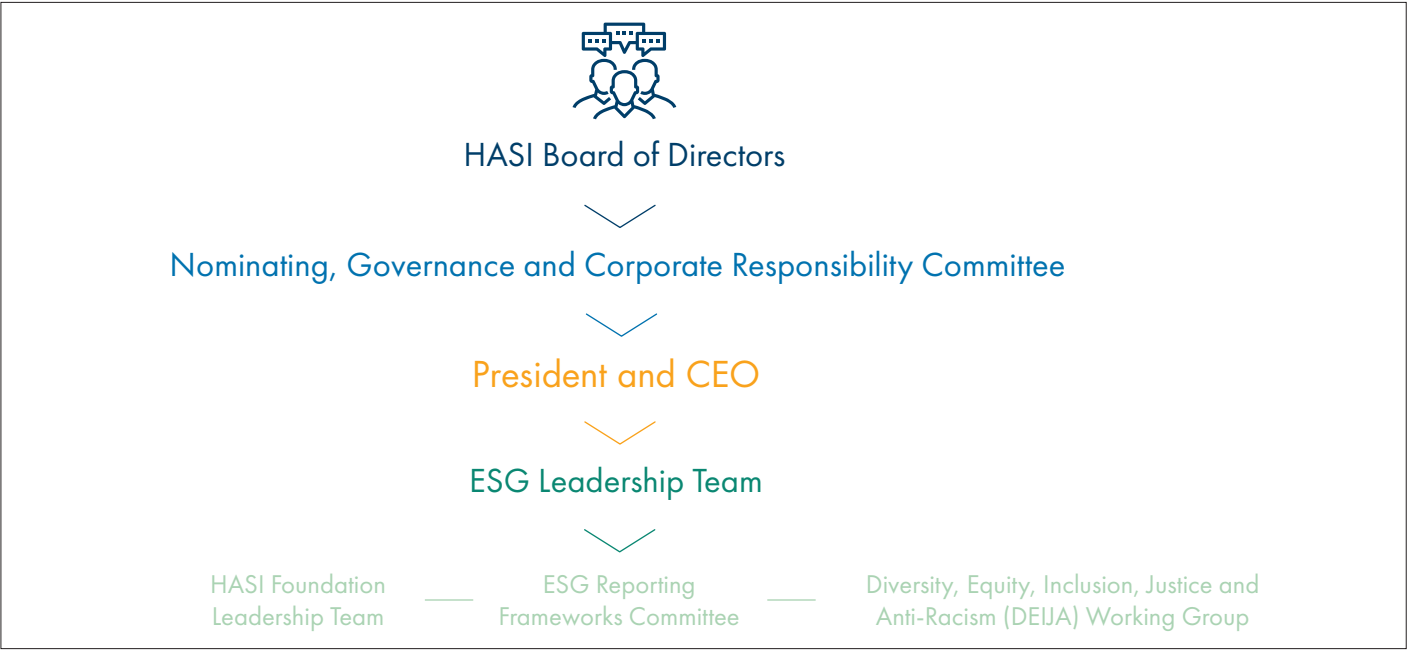 HASI Board of Directors
Nominating, Governance and Corporate Responsibility Committee
President and CEO
ESG Leadership Team
HASI Foundation
Leadership Team
ESG Reporting
Frameworks Committee
Diversity, Equity, Inclusion, Justice and
Anti-Racism (DEIJA) Working Group